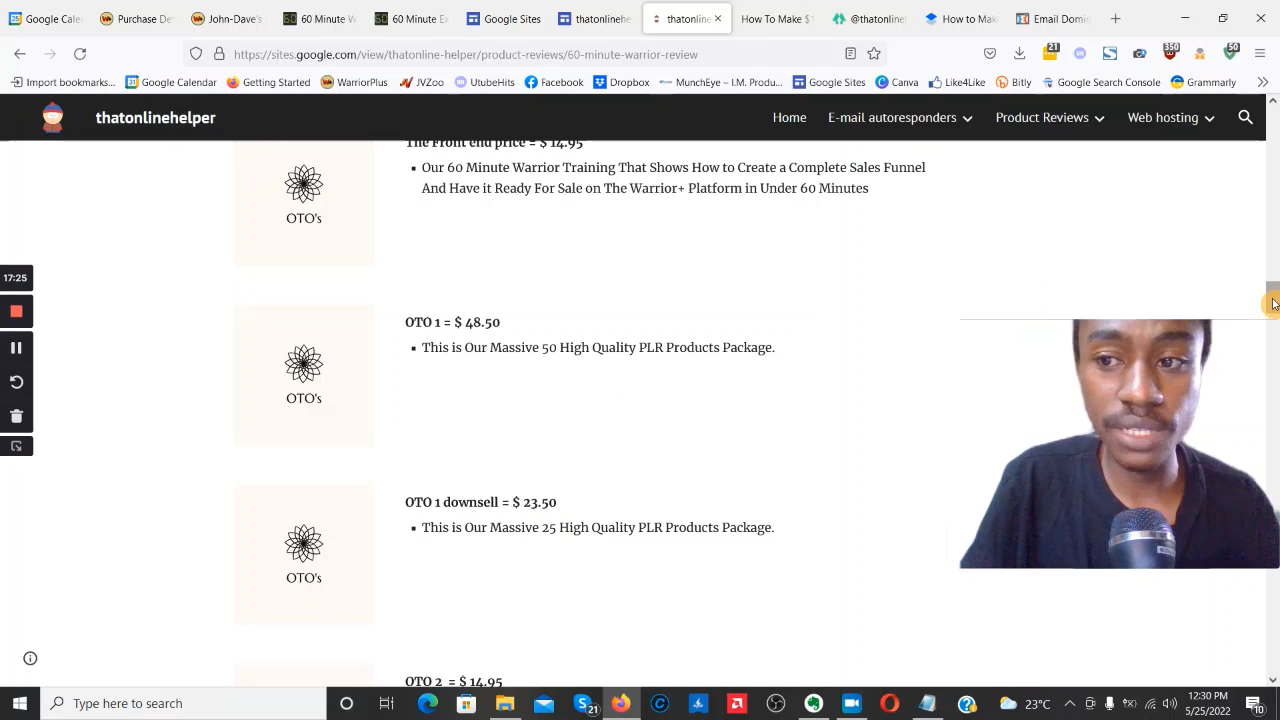 Google Cale
Purchase De
John-Dave's
60 Minute W
60 Minute E
Google Sites
thatonlinehe
thatonline
How To Make $
@thatonline
How to Mak
Email Domi
21
350
50
https://sites.google.com/view/thatonline-helper/product-reviews/60-minute-warrior-review
Import bookmarks...
Google Calendar
Getting Started
WarriorPlus
JVZoo
UtubeHits
Facebook
Dropbox
MunchEye — I.M. Produ...
Google Sites
Canva
Like4Like
Bitly
Google Search Console
Grammarly
thatonlinehelper
Home
E-mail autoresponders
Product Reviews
Web hosting
The Front end price = $ 14.95
Our 60 Minute Warrior Training That Shows How to Create a Complete Sales Funnel
And Have it Ready For Sale on The Warrior+ Platform in Under 60 Minutes
OTO's
17:25
OTO 1 = $ 48.50
This is Our Massive 50 High Quality PLR Products Package.
OTO's
OTO 1 downsell = $ 23.50
This is Our Massive 25 High Quality PLR Products Package.
OTO's
OTO 2 = $ 14.95
Type here to search
21
23°C
12:30 PM
5/25/2022
10